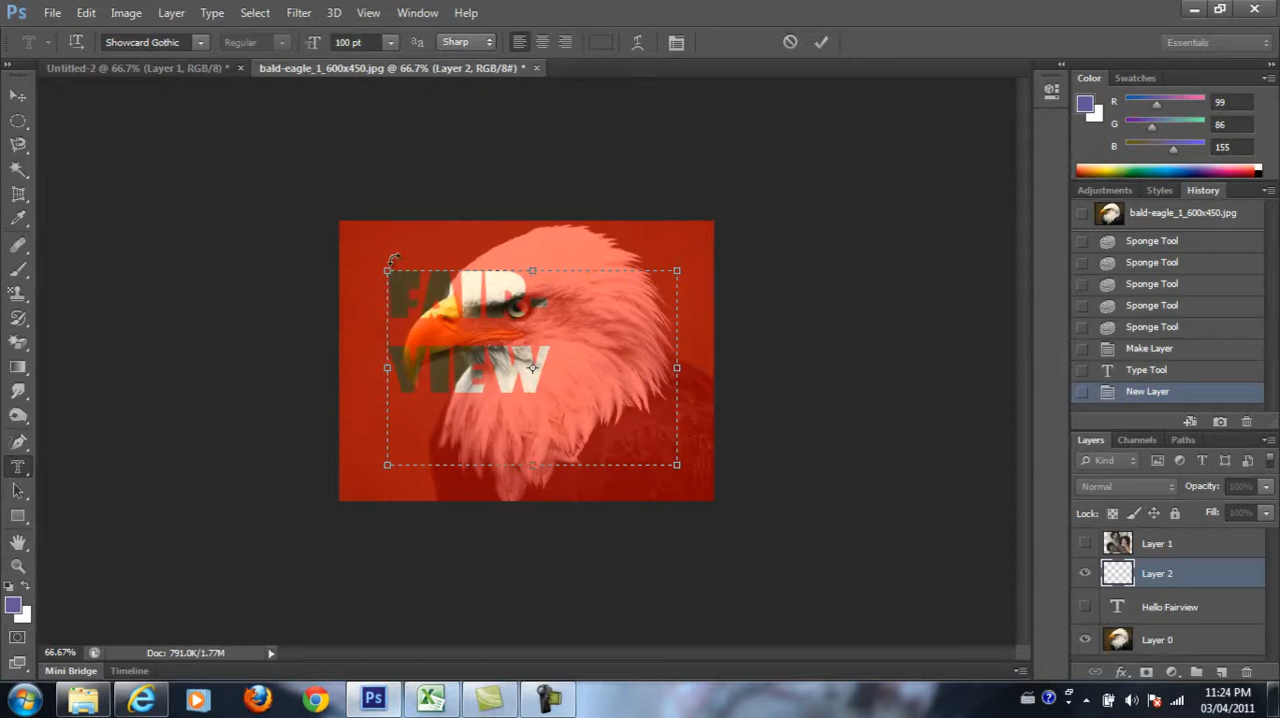 Ps File Edit Image Layer Type Select Filter 3D View Window Help
T Showcard Gothic Regular 100 pt aa Sharp Essentials
Untitled-2 @ 66.7% (Layer 1, RGB/8) * × bald-eagle_1_600x450.jpg @ 66.7% (Layer 2, RGB/8#) * ×
Color Swatches
R 99
G 86
B 155
Adjustments Styles History
bald-eagle_1_600x450.jpg
Sponge Tool
Sponge Tool
Sponge Tool
Sponge Tool
Sponge Tool
Make Layer
T Type Tool
New Layer
FAIR-
VIEW
Layers Channels Paths
Kind
Normal Opacity: 100%
Lock: Fill: 100%
Layer 1
Layer 2
T Hello Fairview
Layer 0
66.67% Doc: 791.0K/1.77M
Mini Bridge Timeline
Ps
11:24 PM
03/04/2011